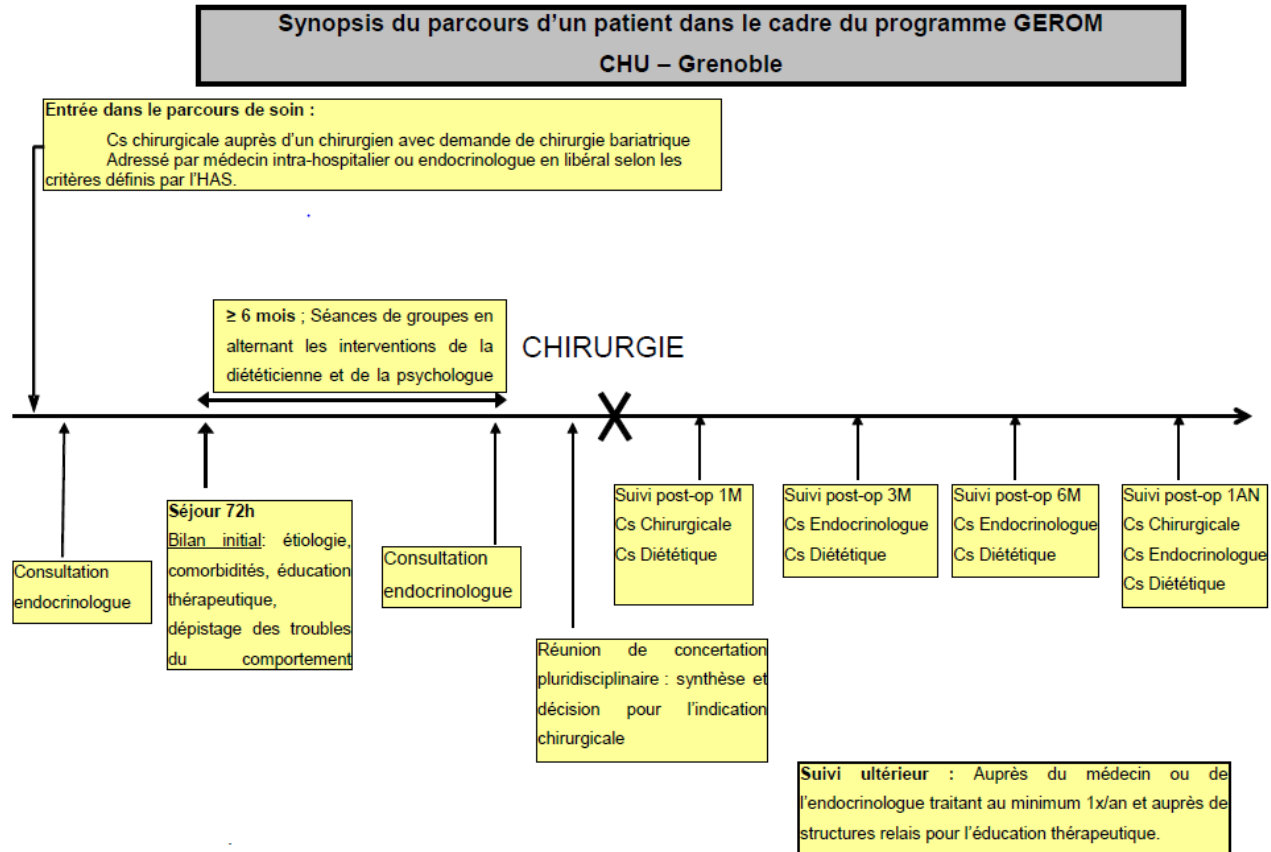 Synopsis du parcours d'un patient dans le cadre du programme GEROM
CHU – Grenoble
Entrée dans le parcours de soin :
Cs chirurgicale auprès d'un chirurgien avec demande de chirurgie bariatrique
Adressé par médecin intra-hospitalier ou endocrinologue en libéral selon les
critères définis par l'HAS.
≥ 6 mois ; Séances de groupes en
alternant les interventions de la
diététicienne et de la psychologue
CHIRURGIE
Consultation
endocrinologue
Séjour 72h
Bilan initial: étiologie,
comorbidités, éducation
thérapeutique,
dépistage des troubles
du comportement
Consultation
endocrinologue
Réunion de concertation
pluridisciplinaire : synthèse et
décision pour l'indication
chirurgicale
Suivi post-op 1M
Cs Chirurgicale
Cs Diététique
Suivi post-op 3M
Cs Endocrinologue
Cs Diététique
Suivi post-op 6M
Cs Endocrinologue
Cs Diététique
Suivi post-op 1AN
Cs Chirurgicale
Cs Endocrinologue
Cs Diététique
Suivi ultérieur : Auprès du médecin ou de
l'endocrinologue traitant au minimum 1x/an et auprès de
structures relais pour l'éducation thérapeutique.